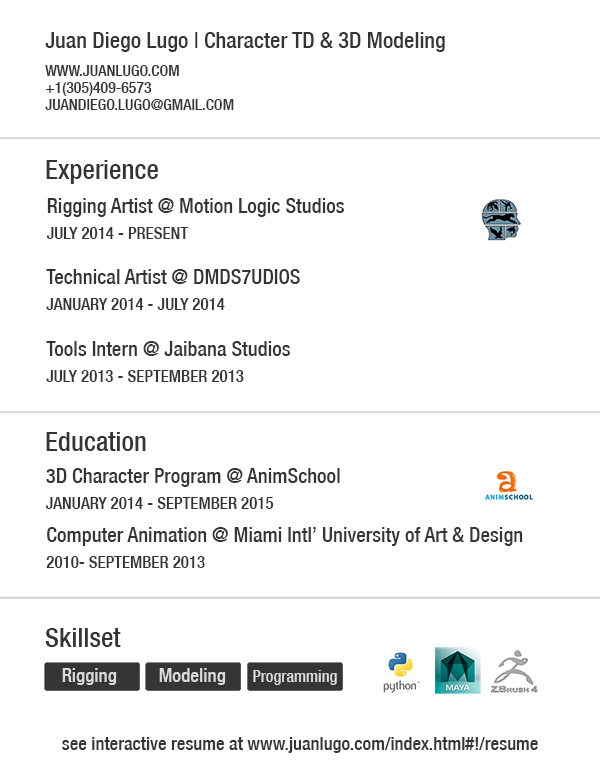 Juan Diego Lugo | Character TD & 3D Modeling
WWW.JUANLUGO.COM
+1(305)409-6573
JUANDIEGO.LUGO@GMAIL.COM
Experience
Rigging Artist @ Motion Logic Studios
JULY 2014 - PRESENT
Technical Artist @ DMDS7UDIOS
JANUARY 2014 - JULY 2014
Tools Intern @ Jaibana Studios
JULY 2013 - SEPTEMBER 2013
Education
3D Character Program @ AnimSchool
a
ANIMSCHOOL
JANUARY 2014 - SEPTEMBER 2015
Computer Animation @ Miami Intl’ University of Art & Design
2010- SEPTEMBER 2013
Skillset
Rigging Modeling Programming
python™ MAYA ZBRUSH 4
see interactive resume at www.juanlugo.com/index.html#!/resume